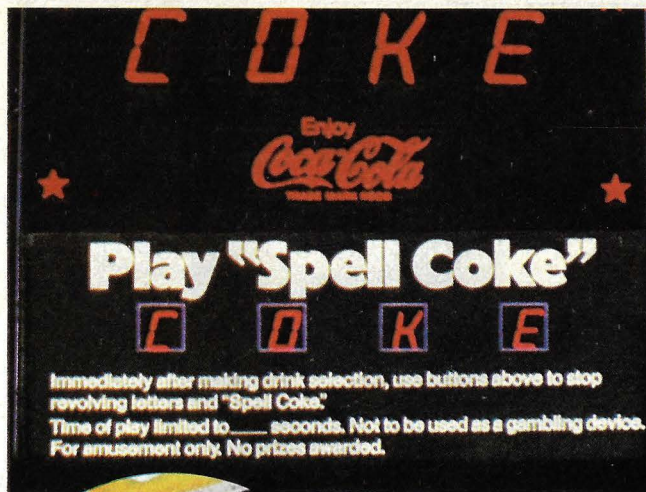 COKE
Enjoy
Coca-Cola
TRADE MARK REG®
Play "Spell Coke"
C O K E
Immediately after making drink selection, use buttons above to stop
revolving letters and "Spell Coke."
Time of play limited to____ seconds. Not to be used as a gambling device.
For amusement only. No prizes awarded.